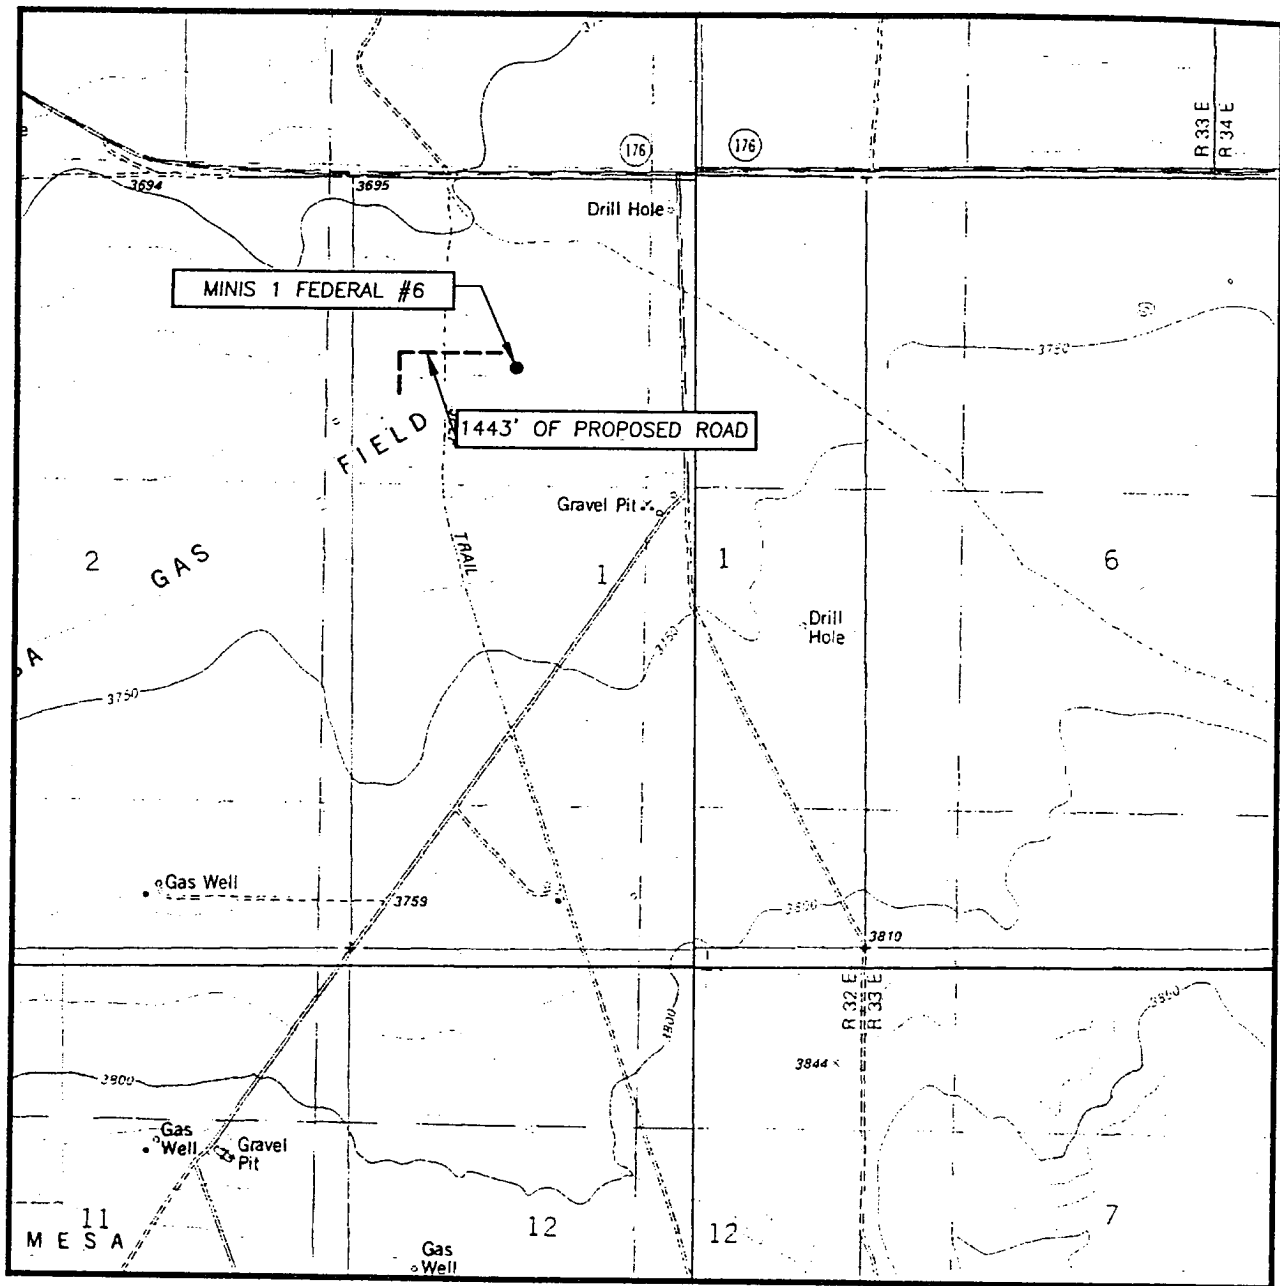 176
176
R 33 E
R 34 E
3694
3695
Drill Hole
MINIS 1 FEDERAL #6
3750
1443' OF PROPOSED ROAD
FIELD
Gravel Pit
2
GAS
TRAIL
1
1
6
Drill
Hole
3750
A
3750
Gas Well
3759
3800
3810
R 32 E
R 33 E
3800
3850
3844
3800
Gas
Well
Gravel
Pit
11
MESA
12
12
7
Gas
Well